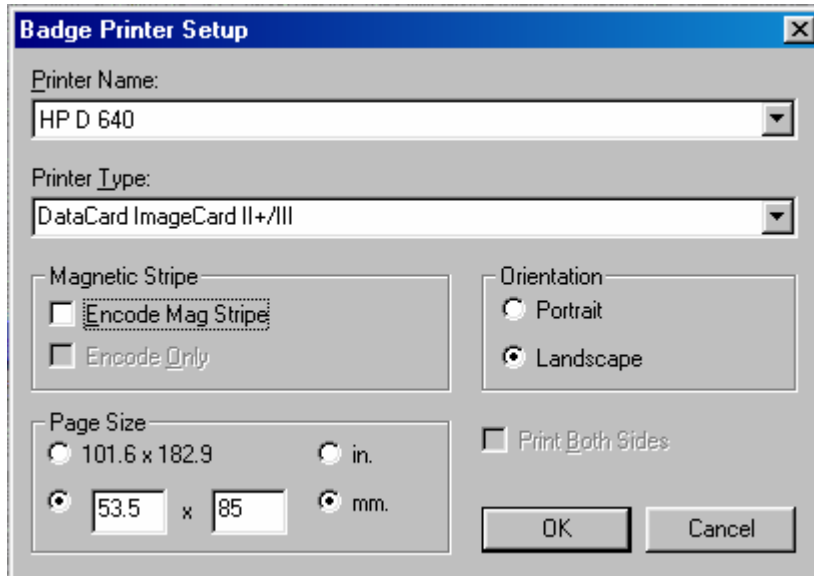 Badge Printer Setup
Printer Name:
HP D 640
Printer Type:
DataCard ImageCard II+/III
Magnetic Stripe
Encode Mag Stripe
Encode Only
Orientation
Portrait
Landscape
Page Size
101.6 x 182.9
in.
53.5 x 85
mm.
Print Both Sides
OK
Cancel